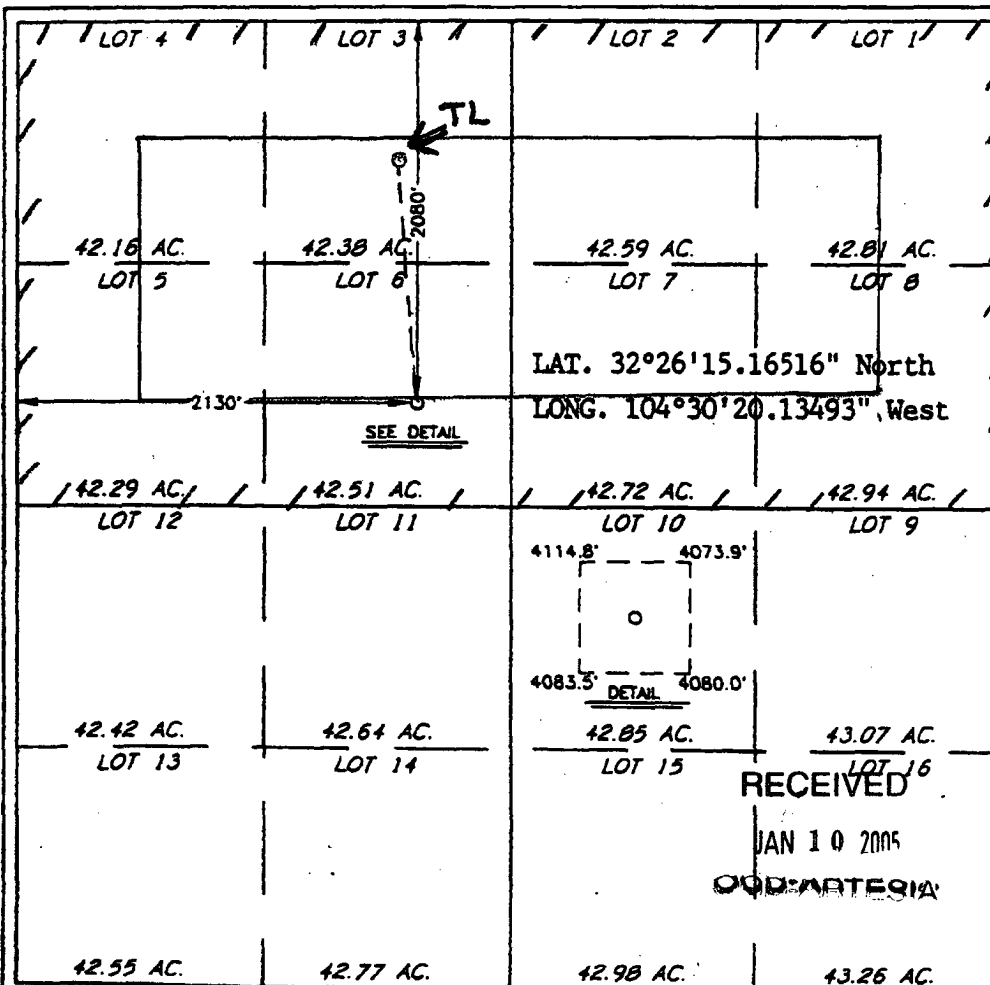 LOT 4 LOT 3 LOT 2 LOT 1
TL
2080'
42.16 AC. 42.38 AC. 42.59 AC. 42.81 AC.
LOT 5 LOT 6 LOT 7 LOT 8
LAT. 32°26'15.16516" North
2130'
LONG. 104°30'20.13493" West
SEE DETAIL
42.29 AC. 42.51 AC. 42.72 AC. 42.94 AC.
LOT 12 LOT 11 LOT 10 LOT 9
4114.8' 4073.9'
4083.5' 4080.0'
DETAIL
42.42 AC. 42.64 AC. 42.85 AC. 43.07 AC.
LOT 13 LOT 14 LOT 15 LOT 16
RECEIVED
JAN 10 2005
OOD-ARTESIA
42.55 AC. 42.77 AC. 42.98 AC. 43.26 AC.